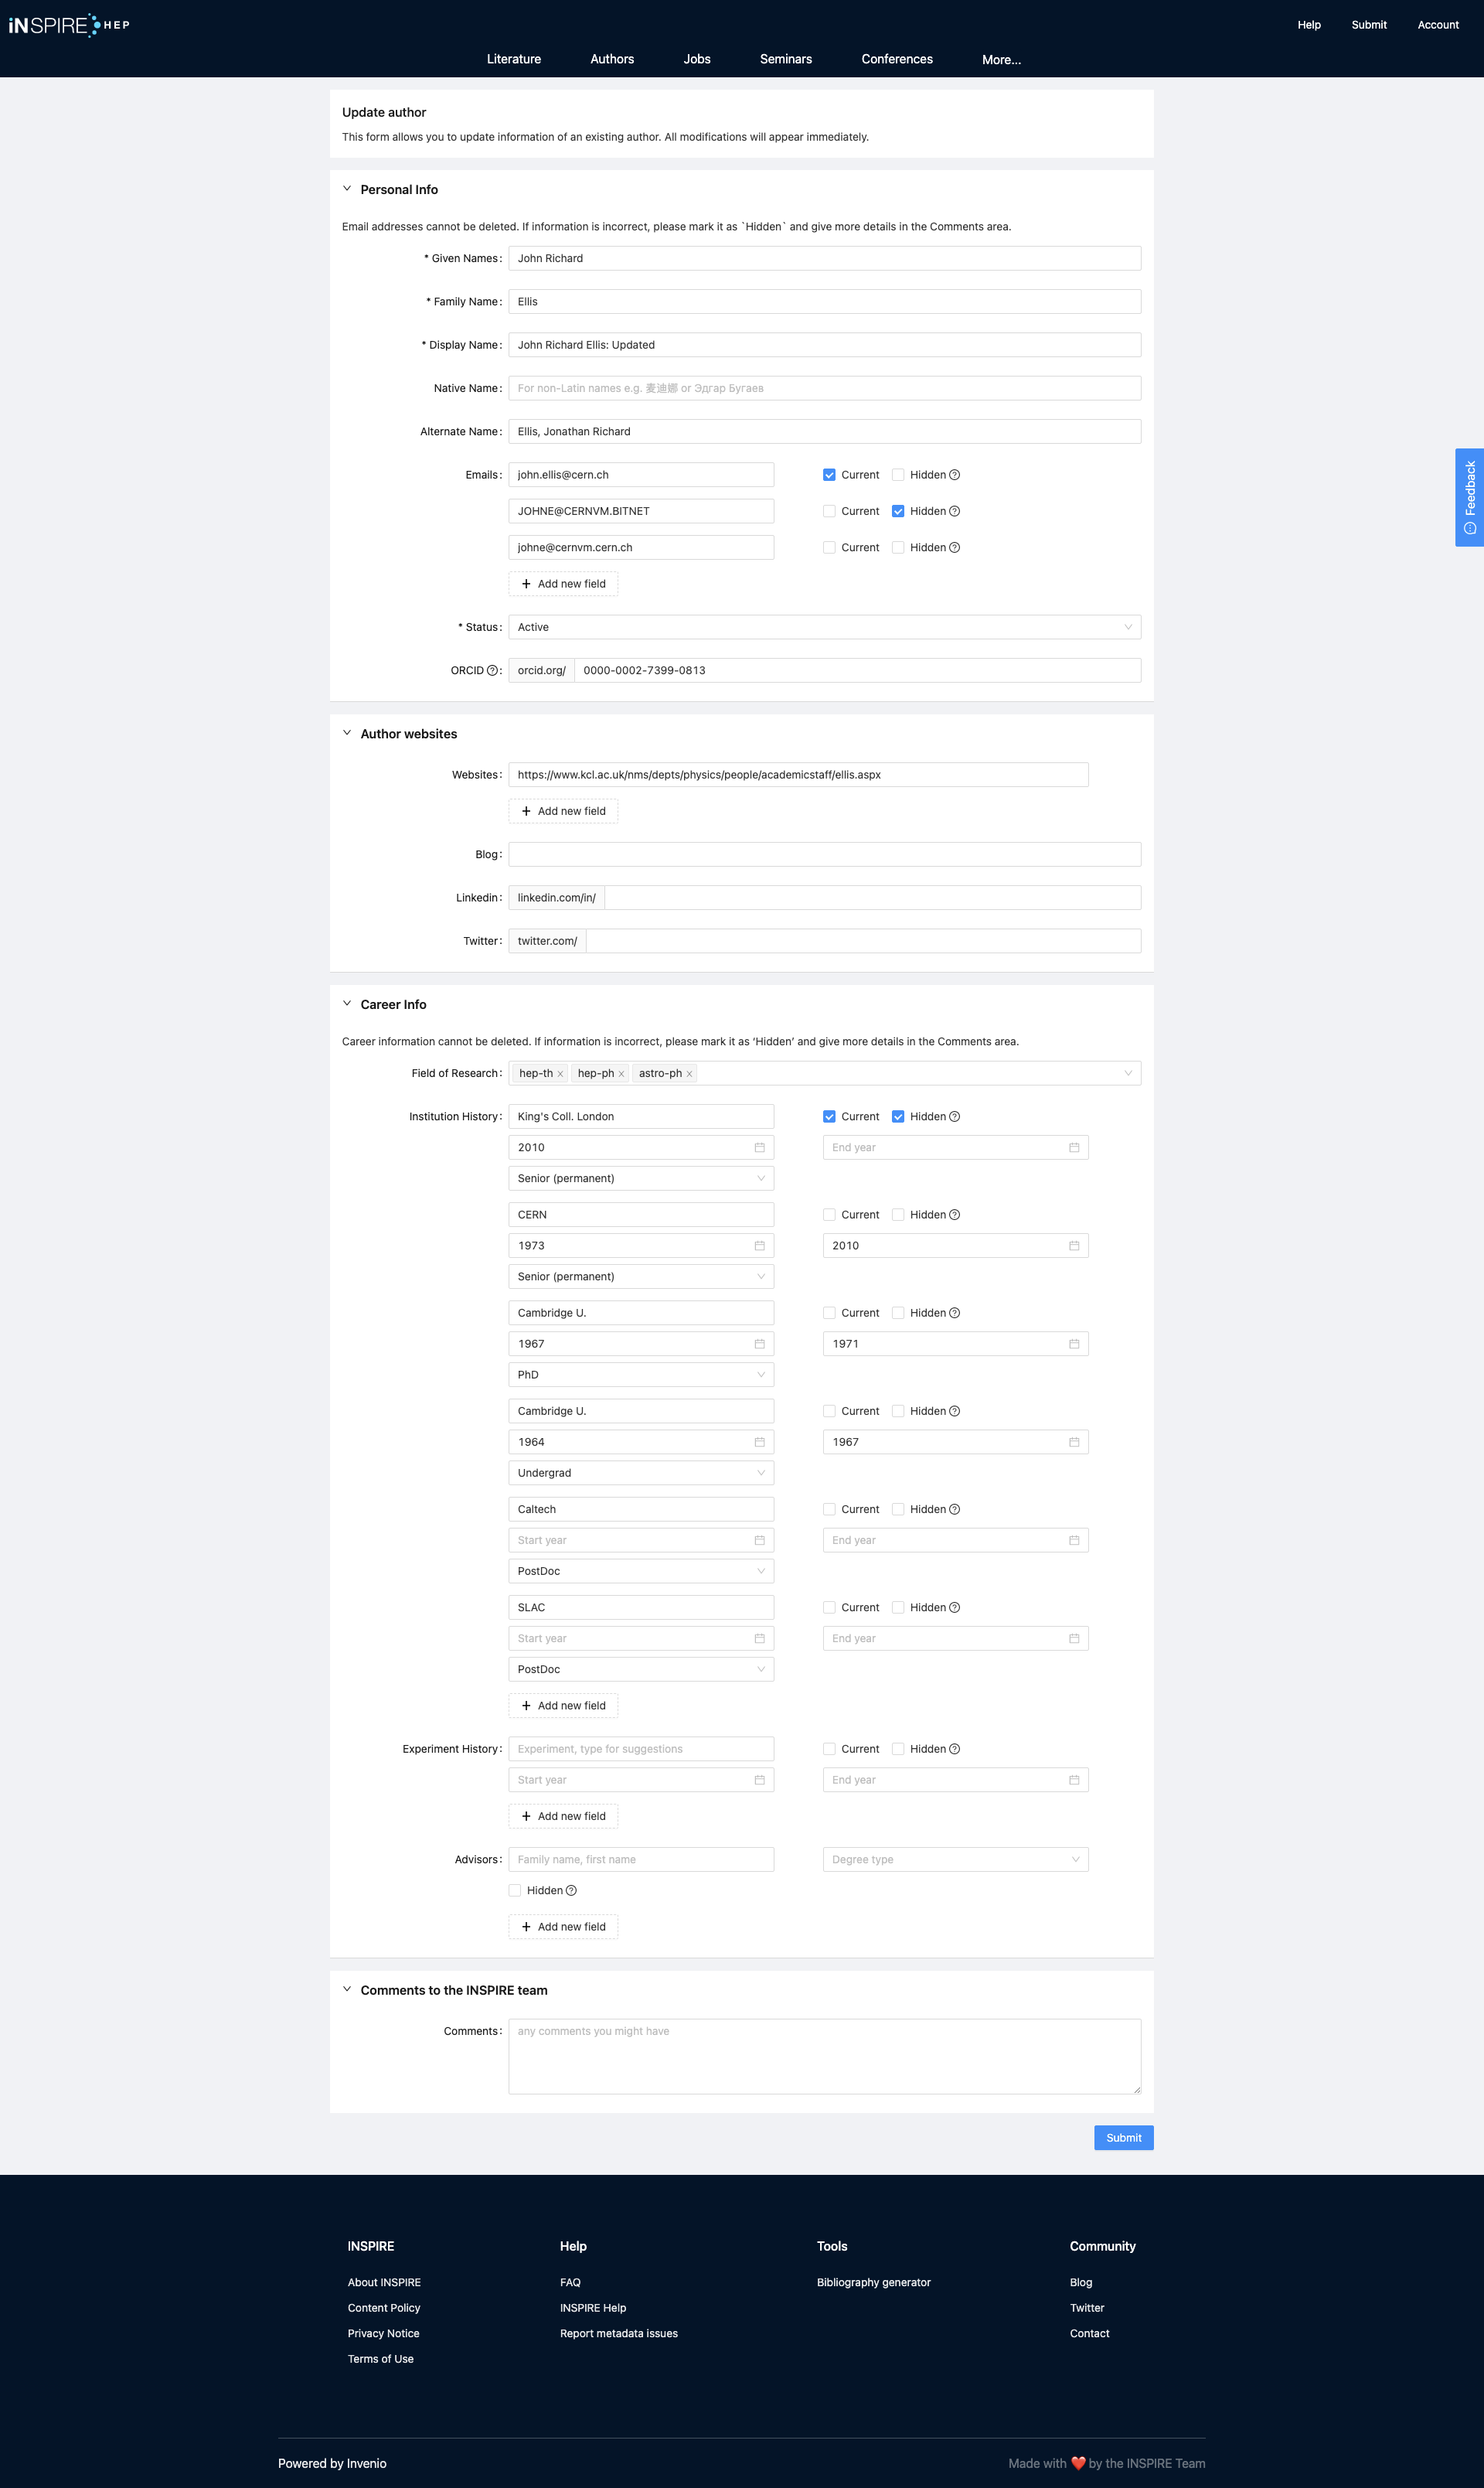 iNSPIRE HEP
Help Submit Account
Literature Authors Jobs Seminars Conferences More...
Update author
This form allows you to update information of an existing author. All modifications will appear immediately.
Personal Info
Email addresses cannot be deleted. If information is incorrect, please mark it as `Hidden` and give more details in the Comments area.
* Given Names: John Richard
* Family Name: Ellis
* Display Name: John Richard Ellis: Updated
Native Name: For non-Latin names e.g. 麦迪娜 or Эдгар Бугаев
Alternate Name: Ellis, Jonathan Richard
Emails: john.ellis@cern.ch Current Hidden
Feedback
JOHNE@CERNVM.BITNET Current Hidden
johne@cernvm.cern.ch Current Hidden
+ Add new field
* Status: Active
ORCID : orcid.org/ 0000-0002-7399-0813
Author websites
Websites: https://www.kcl.ac.uk/nms/depts/physics/people/academicstaff/ellis.aspx
+ Add new field
Blog:
Linkedin: linkedin.com/in/
Twitter: twitter.com/
Career Info
Career information cannot be deleted. If information is incorrect, please mark it as ‘Hidden’ and give more details in the Comments area.
Field of Research: hep-th hep-ph astro-ph
Institution History: King's Coll. London Current Hidden
2010 End year
Senior (permanent)
CERN Current Hidden
1973 2010
Senior (permanent)
Cambridge U. Current Hidden
1967 1971
PhD
Cambridge U. Current Hidden
1964 1967
Undergrad
Caltech Current Hidden
Start year End year
PostDoc
SLAC Current Hidden
Start year End year
PostDoc
+ Add new field
Experiment History: Experiment, type for suggestions Current Hidden
Start year End year
+ Add new field
Advisors: Family name, first name Degree type
Hidden
+ Add new field
Comments to the INSPIRE team
Comments: any comments you might have
Submit
INSPIRE Help Tools Community
About INSPIRE FAQ Bibliography generator Blog
Content Policy INSPIRE Help Twitter
Privacy Notice Report metadata issues Contact
Terms of Use
Powered by Invenio Made with ❤️ by the INSPIRE Team